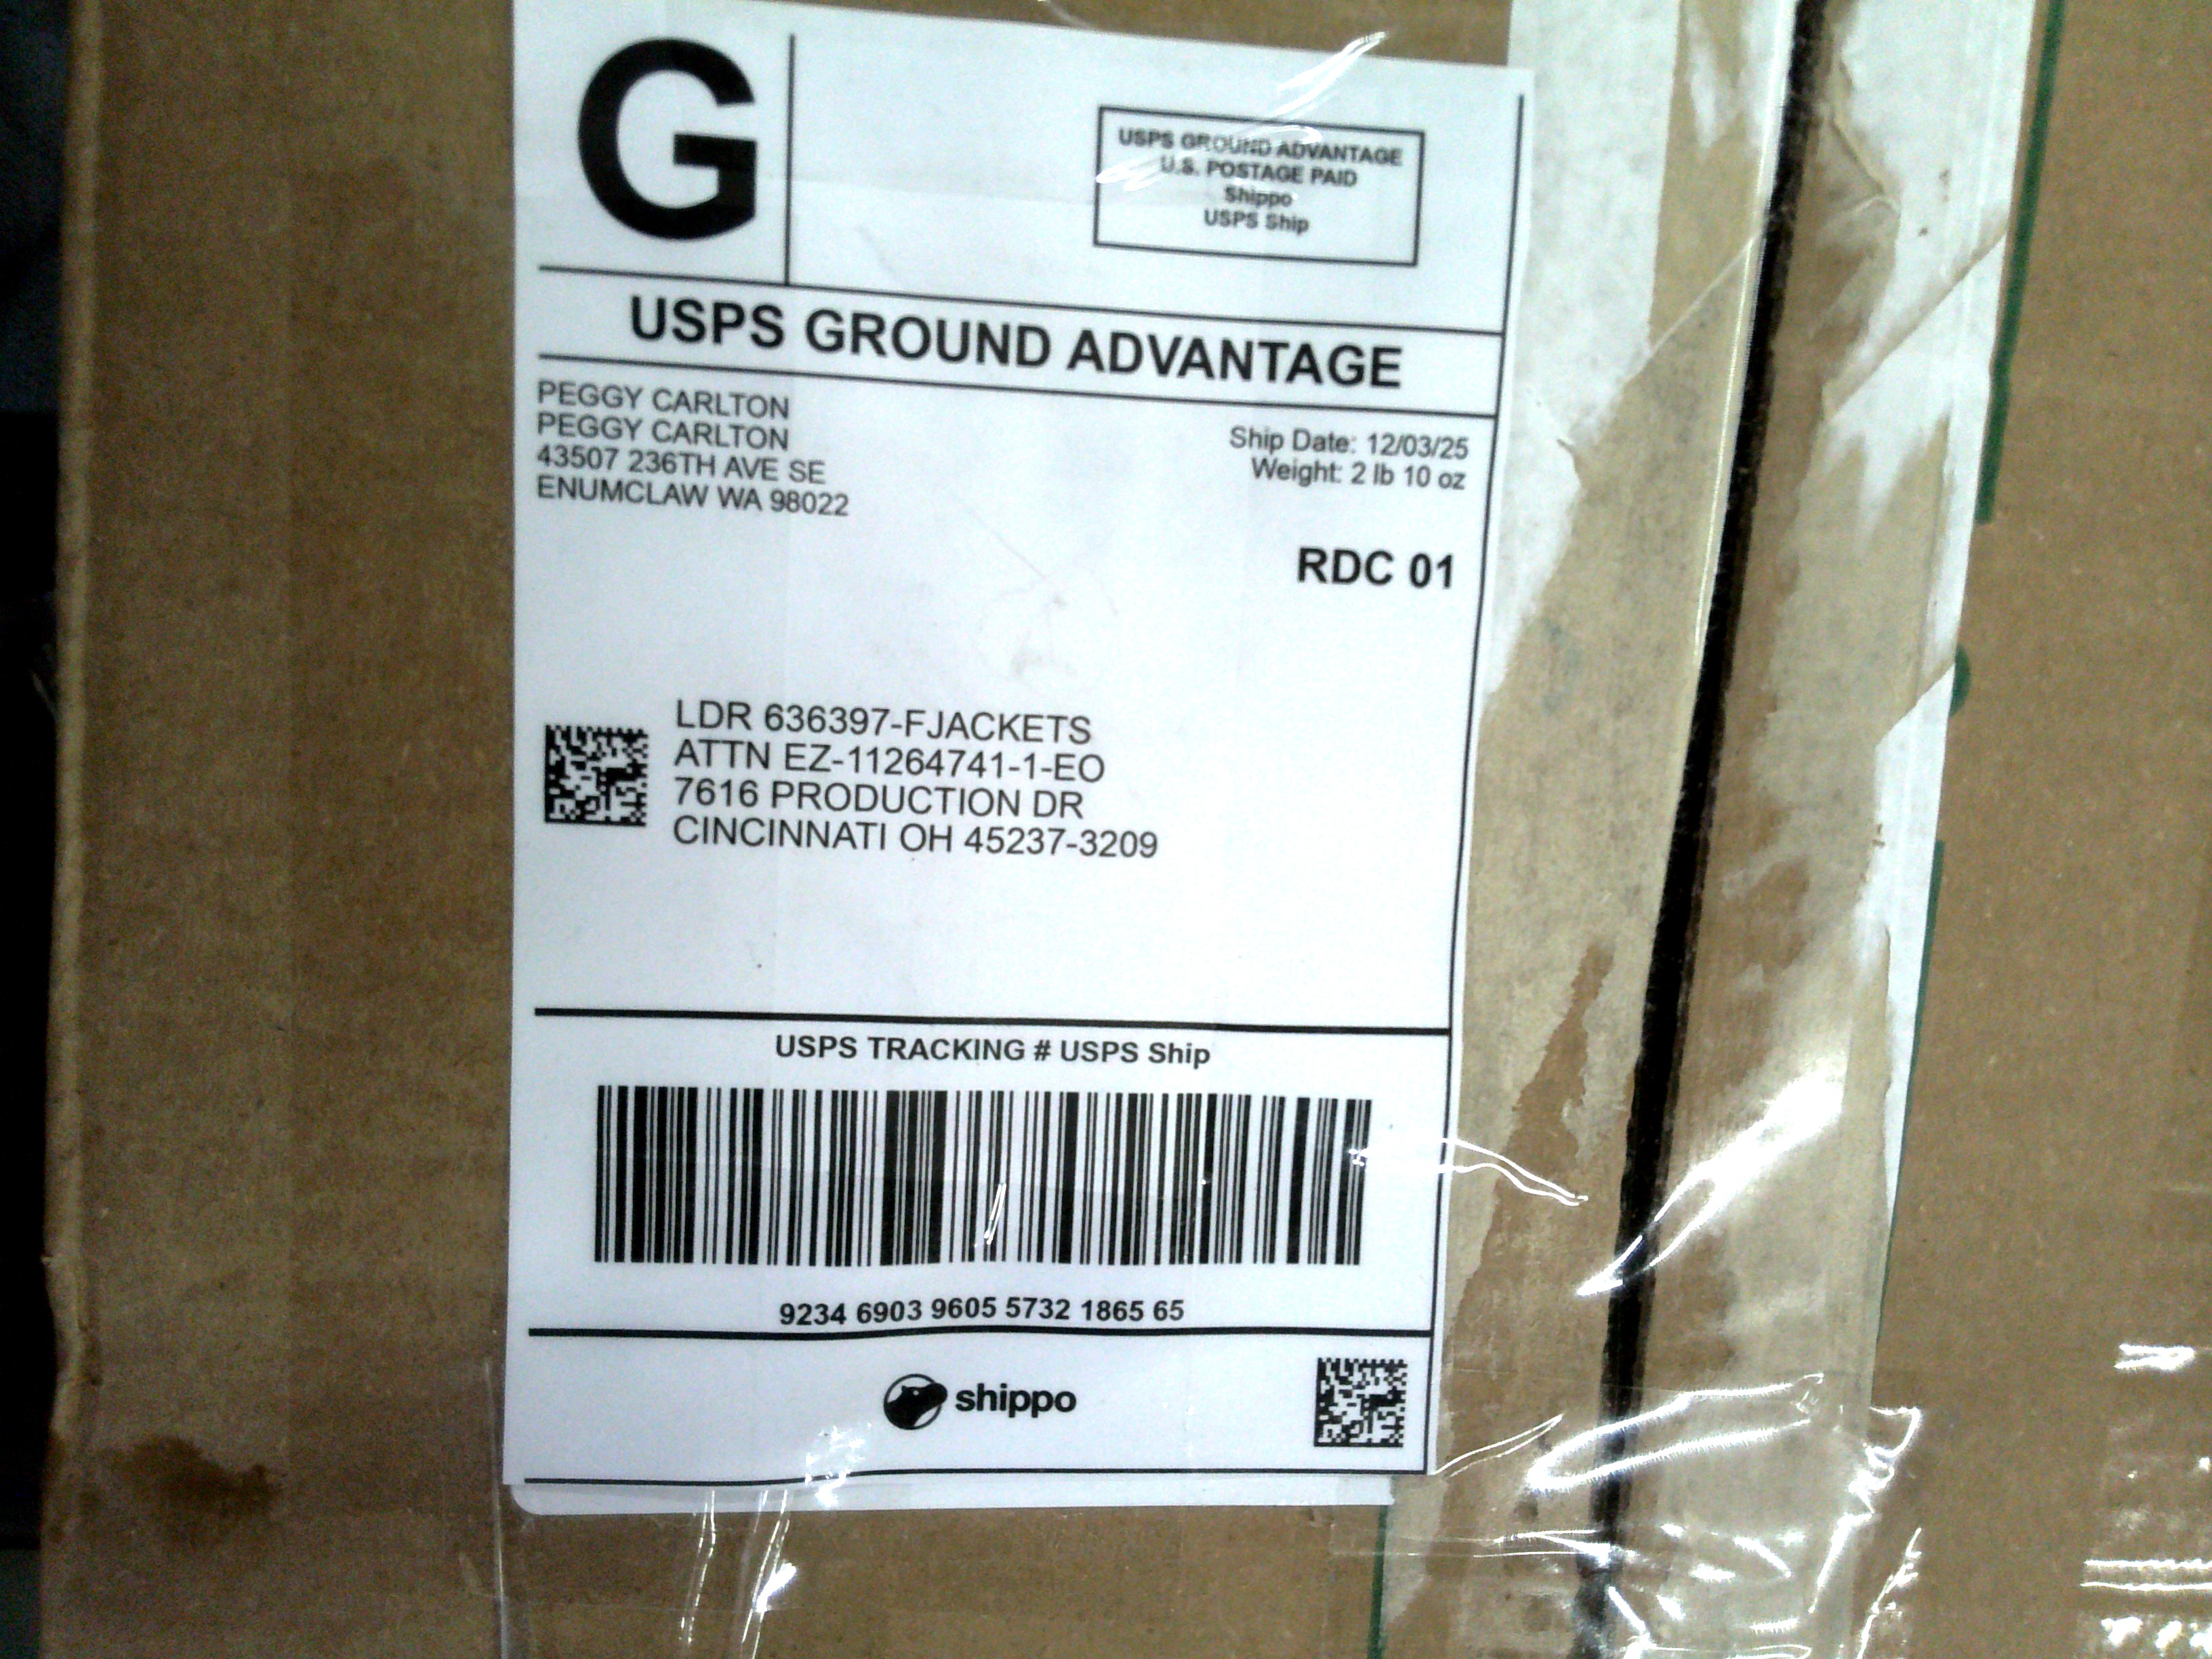 G
USPS GROUND ADVANTAGE
U.S. POSTAGE PAID
Shippo
USPS Ship
USPS GROUND ADVANTAGE
PEGGY CARLTON
PEGGY CARLTON
43507 236TH AVE SE
ENUMCLAW WA 98022
Ship Date: 12/03/25
Weight: 2 lb 10 oz
RDC 01
LDR 636397-FJACKETS
ATTN EZ-11264741-1-EO
7616 PRODUCTION DR
CINCINNATI OH 45237-3209
USPS TRACKING # USPS Ship
9234 6903 9605 5732 1865 65
shippo